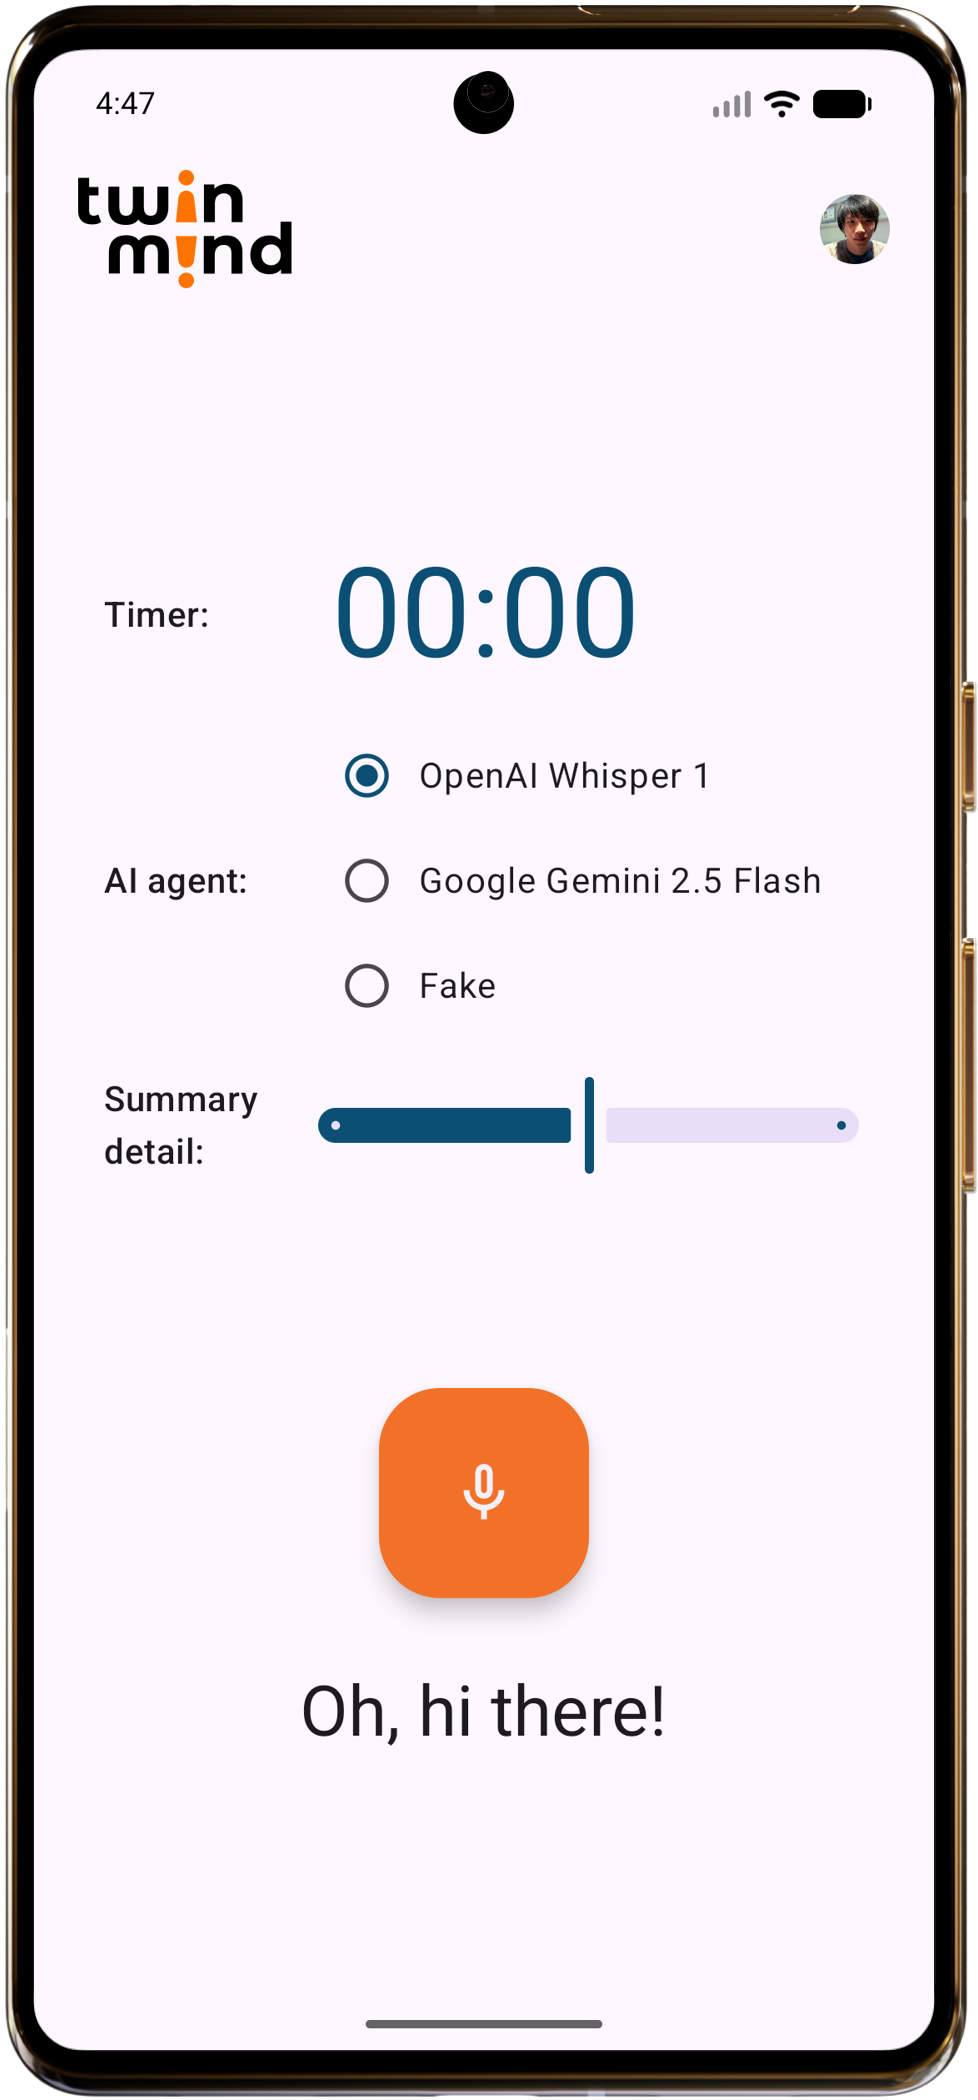 4:47
twin
mind
Timer:
00:00
OpenAI Whisper 1
AI agent:
Google Gemini 2.5 Flash
Fake
Summary
detail:
Oh, hi there!